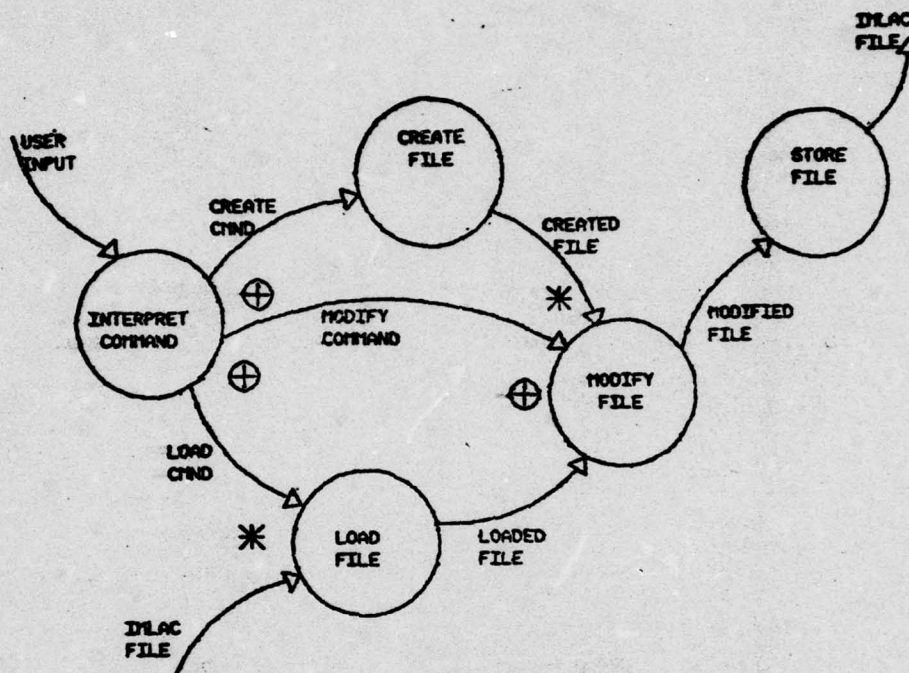 IMLAC
FILE
USER
INPUT
CREATE
FILE
STORE
FILE
CREATE
CMND
CREATED
FILE
INTERPRET
COMMAND
MODIFY
COMMAND
MODIFIED
FILE
MODIFY
FILE
LOAD
CMND
LOAD
FILE
LOADED
FILE
IMLAC
FILE